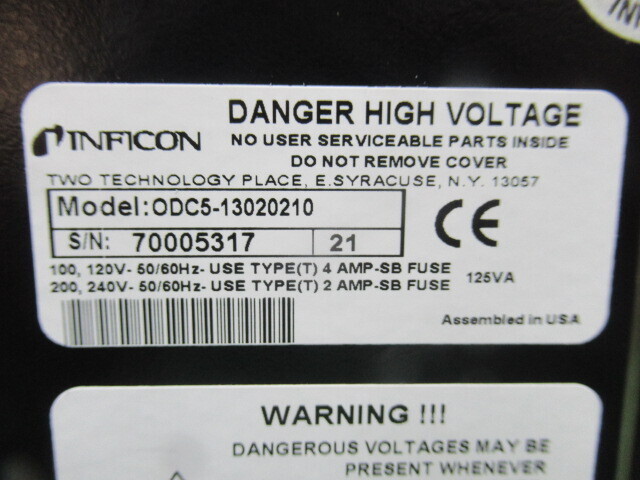 INFICON
DANGER HIGH VOLTAGE
NO USER SERVICEABLE PARTS INSIDE
DO NOT REMOVE COVER
TWO TECHNOLOGY PLACE, E.SYRACUSE, N.Y. 13057
Model:ODC5-13020210
S/N: 70005317 21
CE
100, 120V- 50/60Hz- USE TYPE(T) 4 AMP-SB FUSE
200, 240V- 50/60Hz- USE TYPE(T) 2 AMP-SB FUSE
125VA
Assembled in USA
WARNING !!!
DANGEROUS VOLTAGES MAY BE
PRESENT WHENEVER